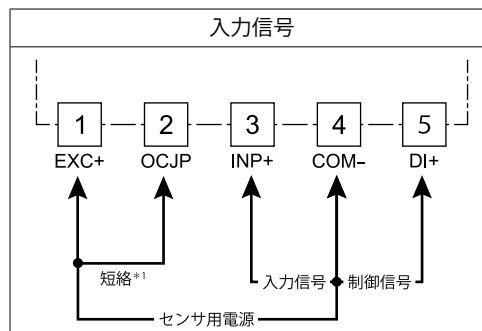 入力信号
1 2 3 4 5
EXC+ OCJP INP+ COM− DI+
短絡*1
入力信号 制御信号
センサ用電源